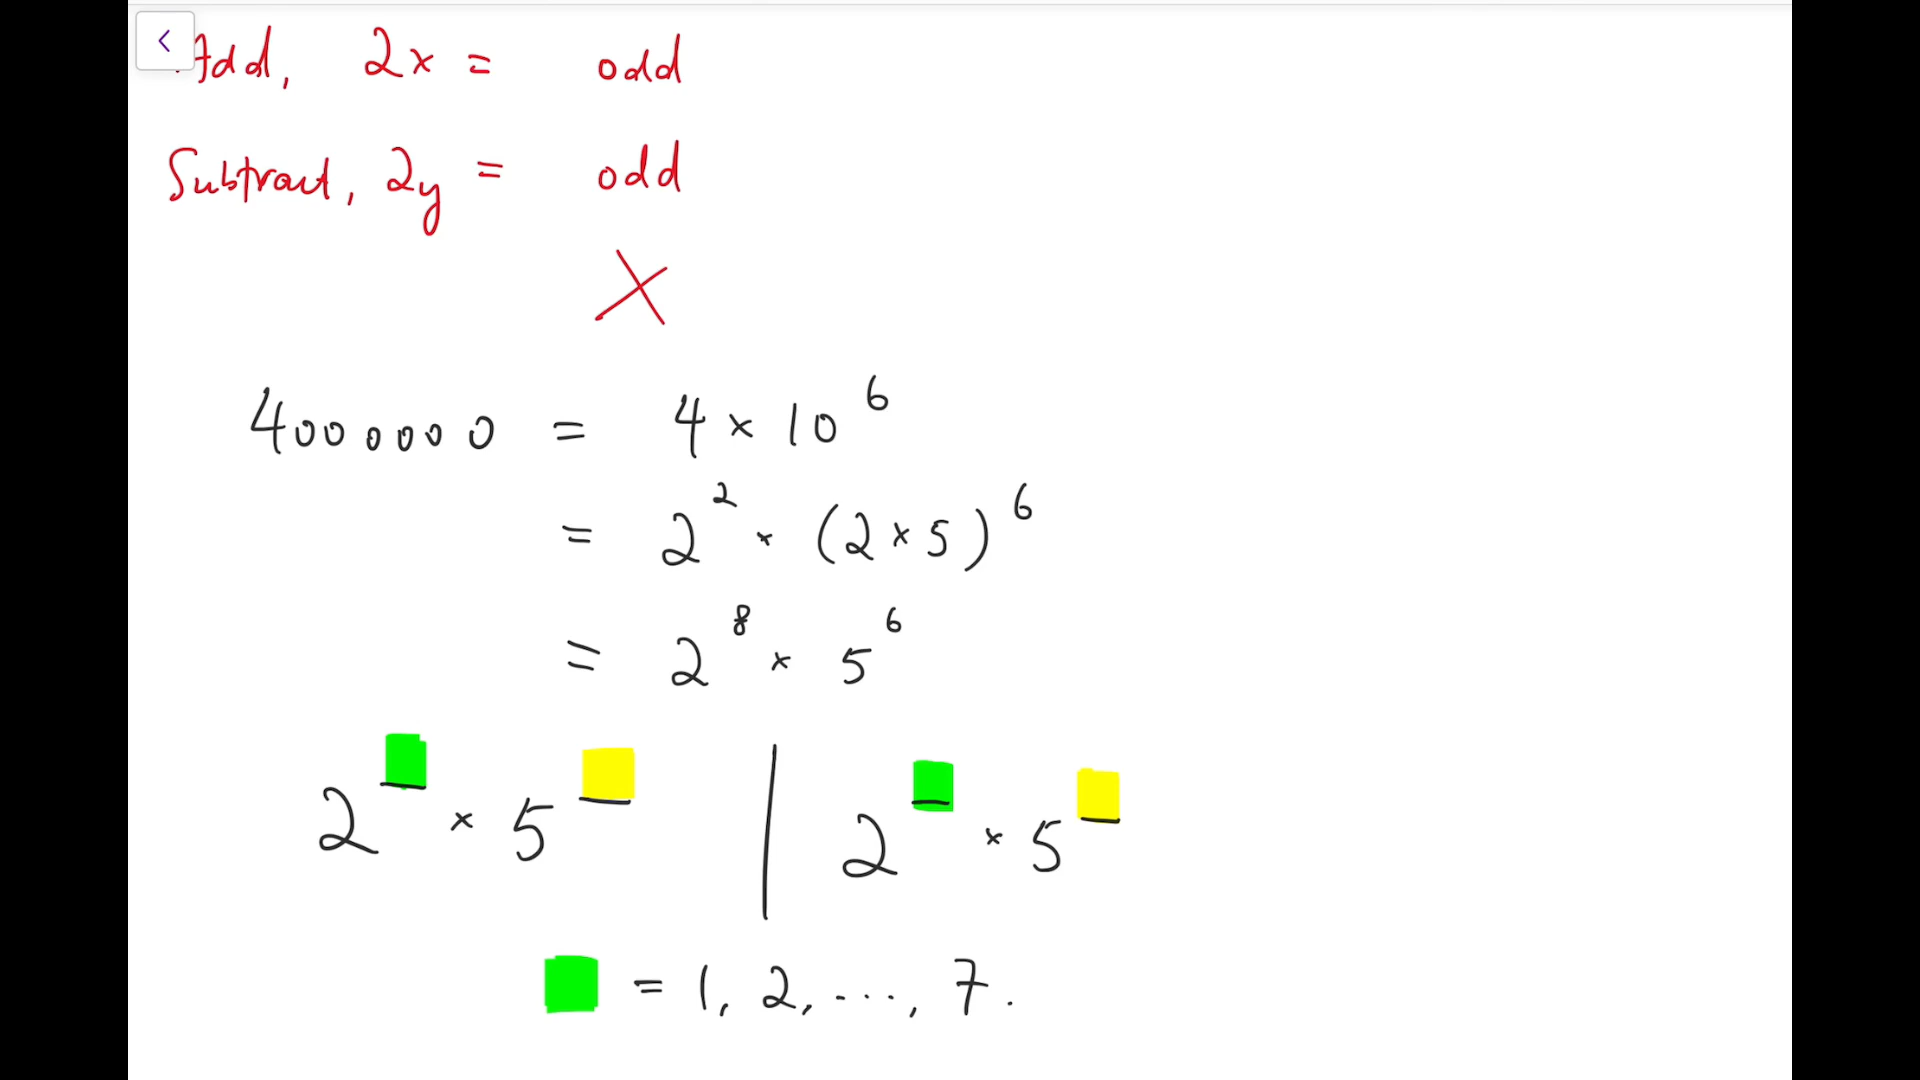 Add, 2x = odd
Subtract, 2y = odd
X
4000000 = 4 × 10^6
= 2^2 × (2×5)^6
= 2^8 × 5^6
2 × 5 | 2 × 5
= 1, 2, ..., 7.